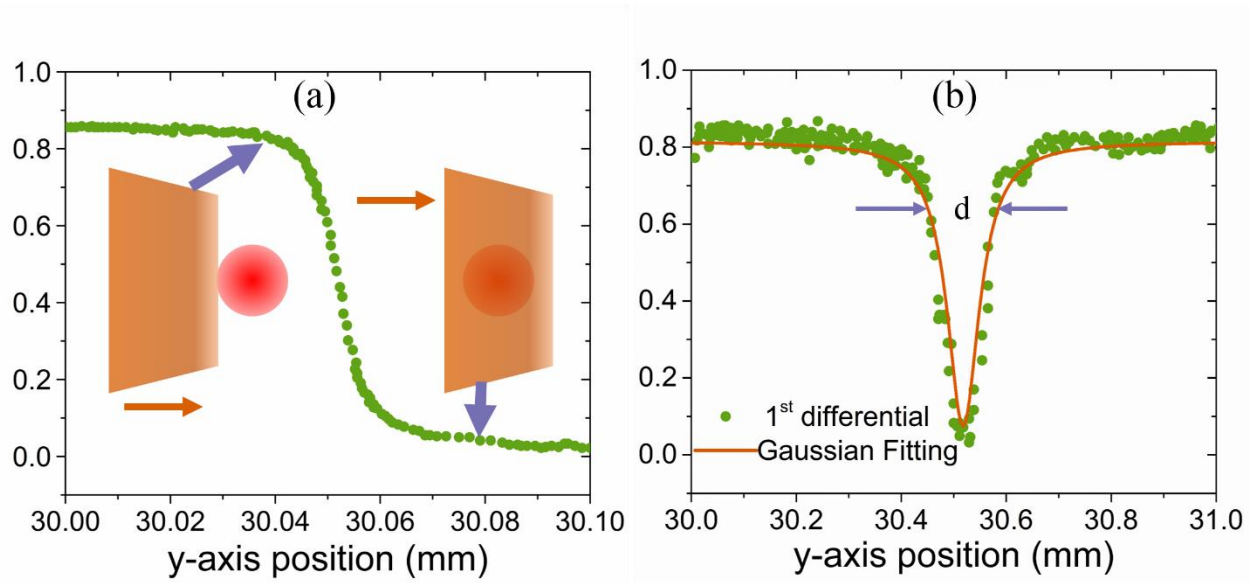 (a)
1.0
0.8
0.6
0.4
0.2
0.0
30.00 30.02 30.04 30.06 30.08 30.10
y-axis position (mm)
(b)
1.0
0.8
0.6
0.4
0.2
0.0
d
1st differential
Gaussian Fitting
30.0 30.2 30.4 30.6 30.8 31.0
y-axis position (mm)